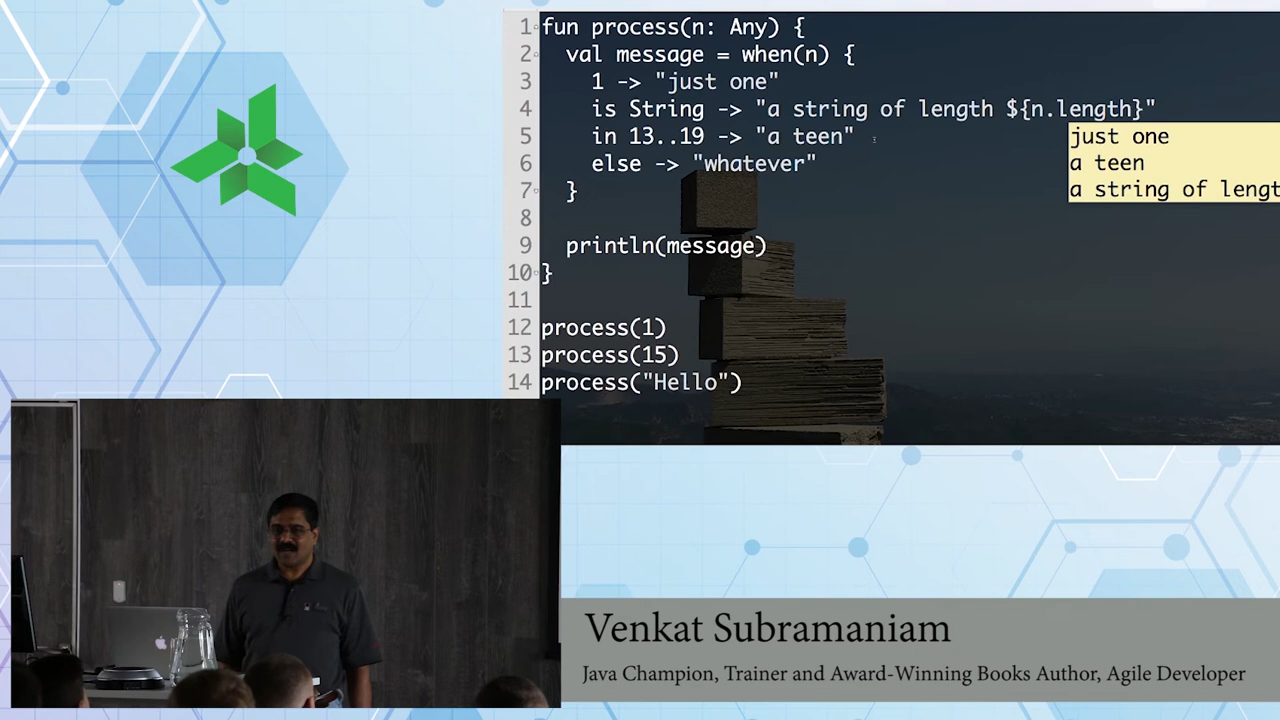 1 fun process(n: Any) {
2 val message = when(n) {
3 1 -> "just one"
4 is String -> "a string of length ${n.length}"
5 in 13..19 -> "a teen"
6 else -> "whatever"
7 }
8
9 println(message)
10 }
11
12 process(1)
13 process(15)
14 process("Hello")
just one
a teen
a string of lengt
Venkat Subramaniam
Java Champion, Trainer and Award-Winning Books Author, Agile Developer